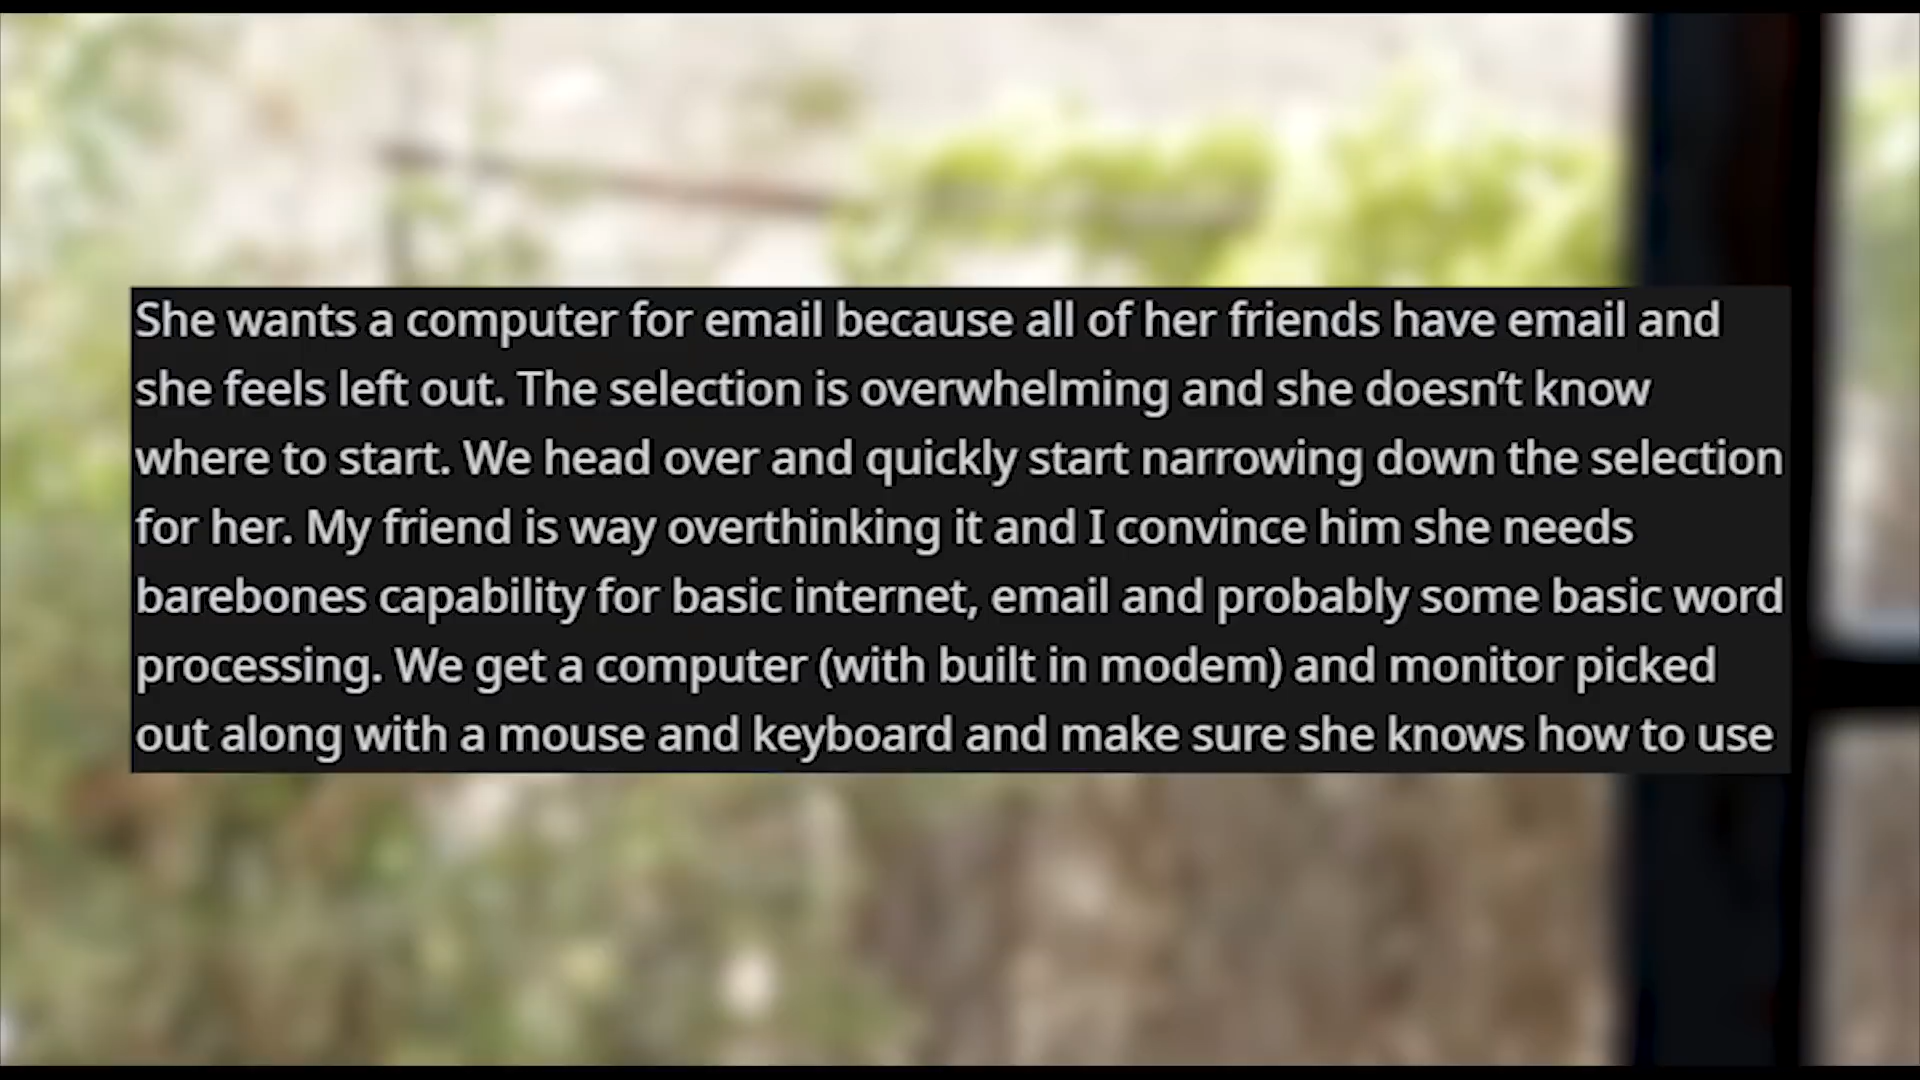 She wants a computer for email because all of her friends have email and
she feels left out. The selection is overwhelming and she doesn’t know
where to start. We head over and quickly start narrowing down the selection
for her. My friend is way overthinking it and I convince him she needs
barebones capability for basic internet, email and probably some basic word
processing. We get a computer (with built in modem) and monitor picked
out along with a mouse and keyboard and make sure she knows how to use